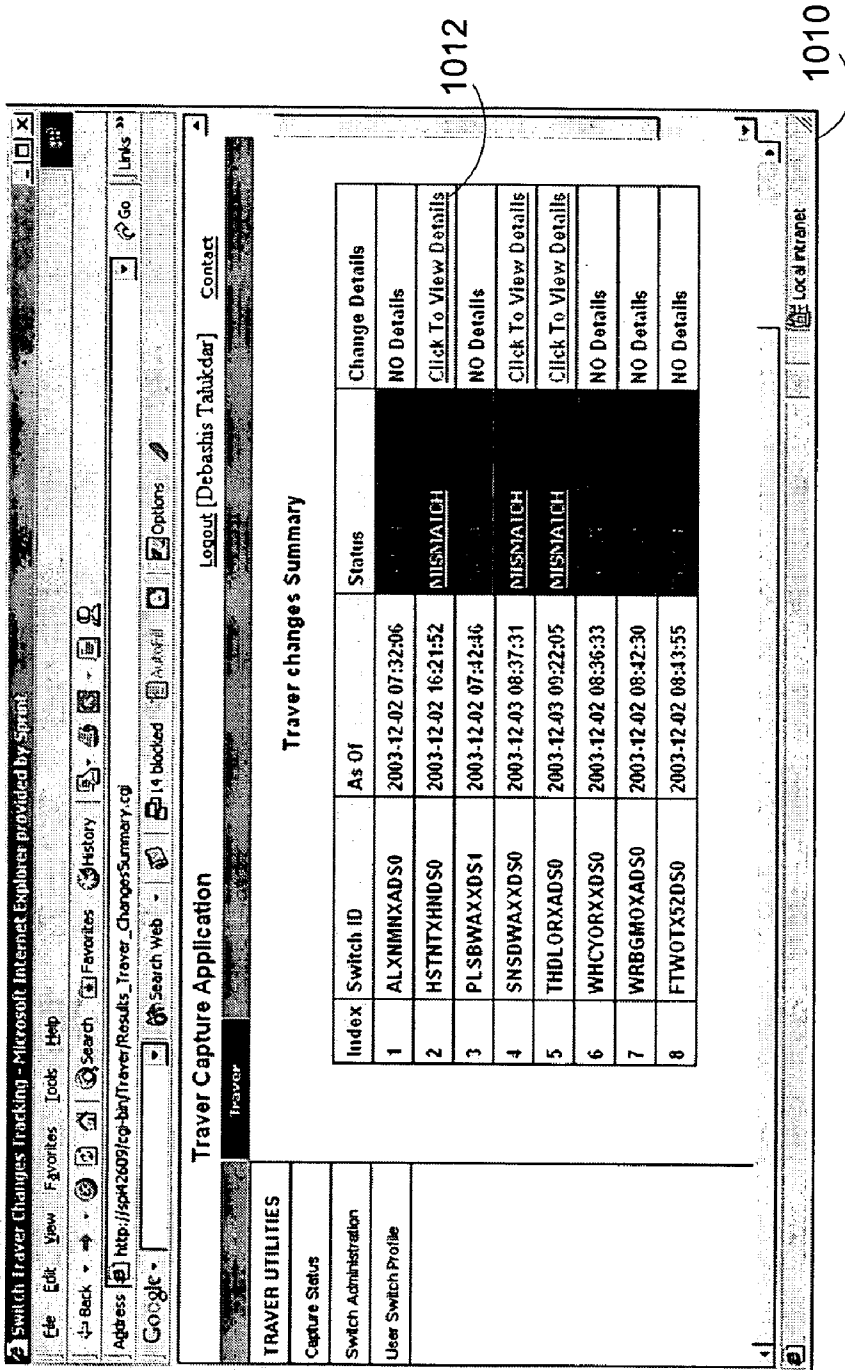 Switch Traver Changes Tracking - Microsoft Internet Explorer provided by Sprint
File Edit View Favorites Tools Help
Back Search Favorites History
Address http://spi42609/cgi-bin/Traver/Results_Traver_ChangesSummary.cgi Go Links »
Google Search Web 14 blocked AutoFill Options
Traver Capture Application
Logout [Debashis Talukdar] Contact
Traver
TRAVER UTILITIES
Capture Status
Switch Administration
User Switch Profile
Traver changes Summary
Index Switch ID As Of Status Change Details
1 ALXNMNXADS0 2003-12-02 07:32:06 NO Details
2 HSTNTXHNDS0 2003-12-02 16:21:52 MISMATCH Click To View Details
3 PLSBWAXXDS1 2003-12-02 07:42:46 NO Details
4 SNSDWAXXDS0 2003-12-03 08:37:31 MISMATCH Click To View Details
5 THDLORXADS0 2003-12-03 09:22:05 MISMATCH Click To View Details
6 WHCYORXXDS0 2003-12-02 08:36:33 NO Details
7 WRBGMOXADS0 2003-12-02 08:42:30 NO Details
8 FTWOTX52DS0 2003-12-02 08:43:55 NO Details
Local intranet
1012
1010